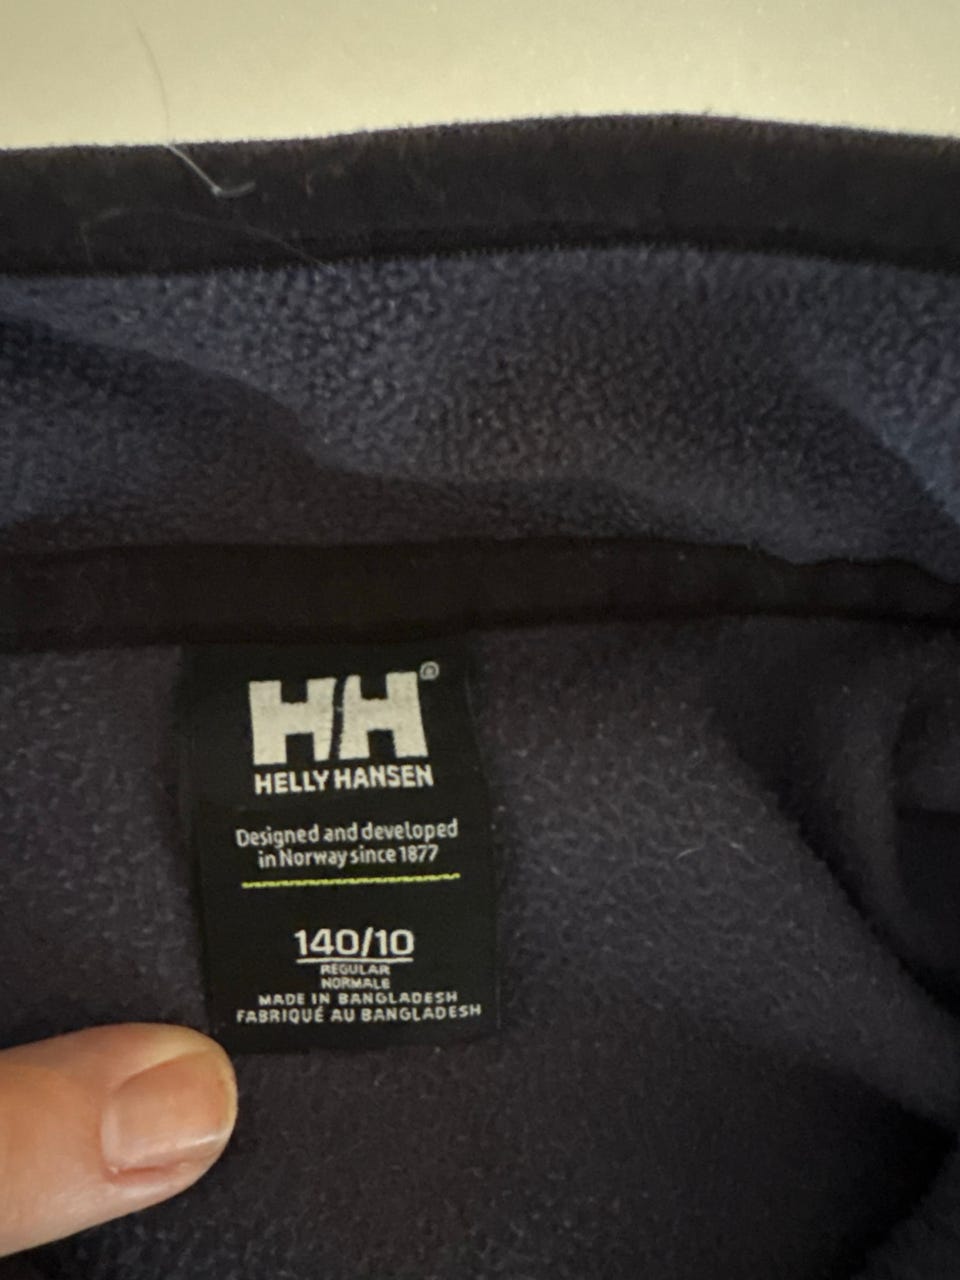 HH®
HELLY HANSEN
Designed and developed
in Norway since 1877
140/10
REGULAR
NORMALE
MADE IN BANGLADESH
FABRIQUÉ AU BANGLADESH